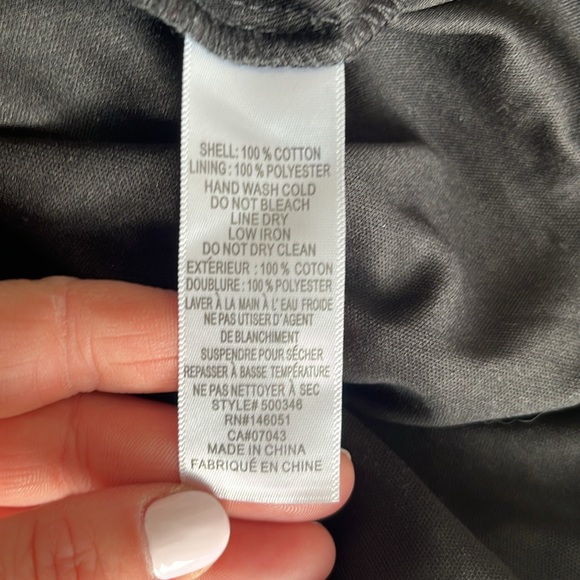 SHELL: 100 % COTTON
LINING: 100 % POLYESTER
HAND WASH COLD
DO NOT BLEACH
LINE DRY
LOW IRON
DO NOT DRY CLEAN
EXTÉRIEUR : 100 % COTON
DOUBLURE : 100 % POLYESTER
LAVER À LA MAIN À L'EAU FROIDE
NE PAS UTISER D'AGENT
DE BLANCHIMENT
SUSPENDRE POUR SÉCHER
REPASSER À BASSE TEMPÉRATURE
NE PAS NETTOYER À SEC
STYLE# 500346
RN#146051
CA#07043
MADE IN CHINA
FABRIQUÉ EN CHINE